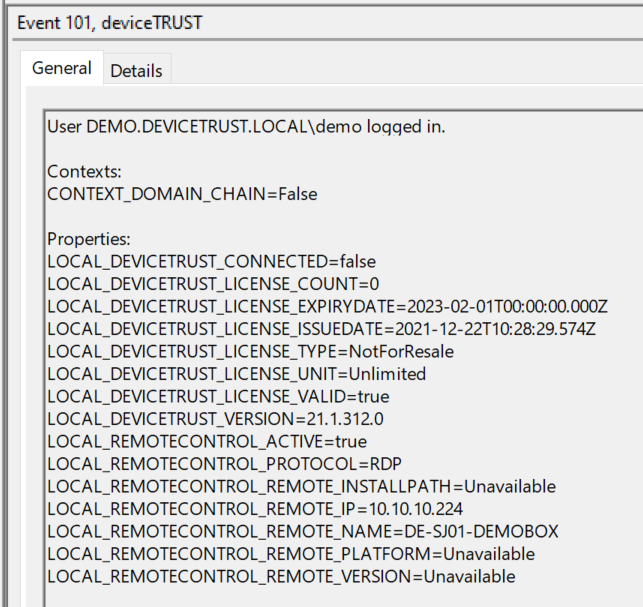 Event 101, deviceTRUST
General Details
User DEMO.DEVICETRUST.LOCAL\demo logged in.
Contexts:
CONTEXT_DOMAIN_CHAIN=False
Properties:
LOCAL_DEVICETRUST_CONNECTED=false
LOCAL_DEVICETRUST_LICENSE_COUNT=0
LOCAL_DEVICETRUST_LICENSE_EXPIRYDATE=2023-02-01T00:00:00.000Z
LOCAL_DEVICETRUST_LICENSE_ISSUEDATE=2021-12-22T10:28:29.574Z
LOCAL_DEVICETRUST_LICENSE_TYPE=NotForResale
LOCAL_DEVICETRUST_LICENSE_UNIT=Unlimited
LOCAL_DEVICETRUST_LICENSE_VALID=true
LOCAL_DEVICETRUST_VERSION=21.1.312.0
LOCAL_REMOTECONTROL_ACTIVE=true
LOCAL_REMOTECONTROL_PROTOCOL=RDP
LOCAL_REMOTECONTROL_REMOTE_INSTALLPATH=Unavailable
LOCAL_REMOTECONTROL_REMOTE_IP=10.10.10.224
LOCAL_REMOTECONTROL_REMOTE_NAME=DE-SJ01-DEMOBOX
LOCAL_REMOTECONTROL_REMOTE_PLATFORM=Unavailable
LOCAL_REMOTECONTROL_REMOTE_VERSION=Unavailable